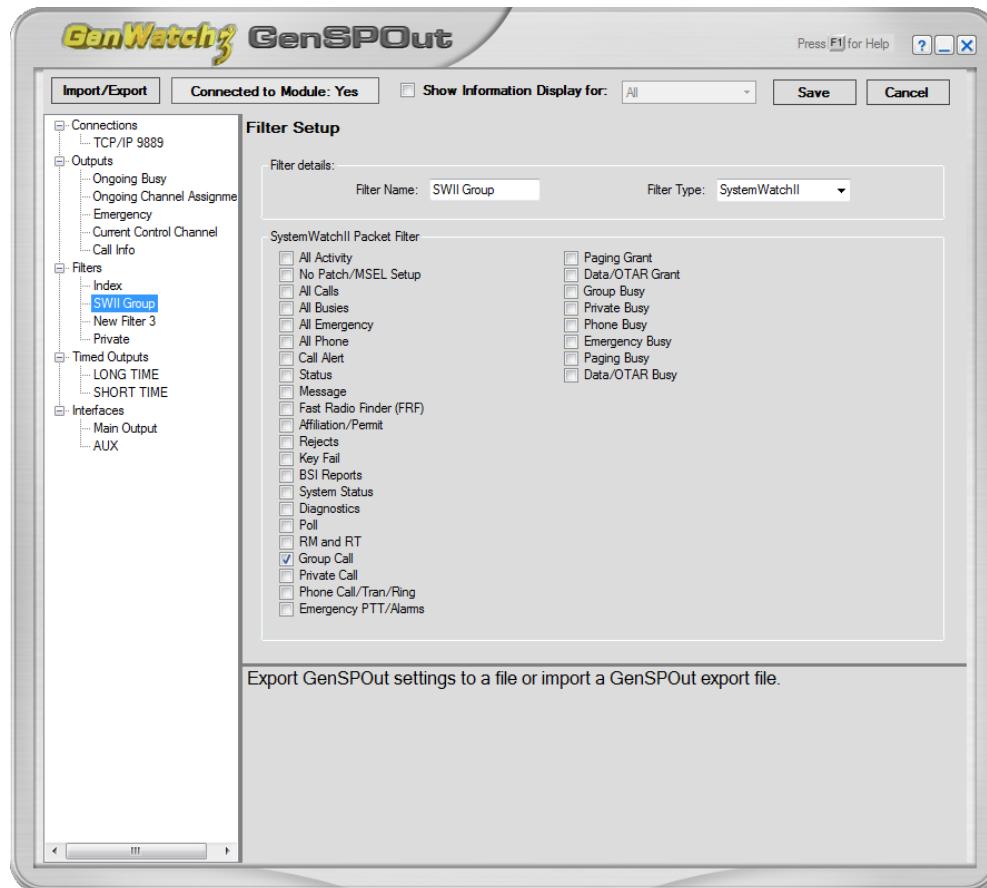 GenWatch3 GenSPOut
Press F1 for Help
?
Import/Export
Connected to Module: Yes
Show Information Display for:
All
Save
Cancel
Connections
TCP/IP 9889
Outputs
Ongoing Busy
Ongoing Channel Assignme
Emergency
Current Control Channel
Call Info
Filters
Index
SWII Group
New Filter 3
Private
Timed Outputs
LONG TIME
SHORT TIME
Interfaces
Main Output
AUX
Filter Setup
Filter details:
Filter Name: SWII Group
Filter Type: SystemWatchII
SystemWatchII Packet Filter
All Activity
No Patch/MSEL Setup
All Calls
All Busies
All Emergency
All Phone
Call Alert
Status
Message
Fast Radio Finder (FRF)
Affiliation/Permit
Rejects
Key Fail
BSI Reports
System Status
Diagnostics
Poll
RM and RT
Group Call
Private Call
Phone Call/Tran/Ring
Emergency PTT/Alarms
Paging Grant
Data/OTAR Grant
Group Busy
Private Busy
Phone Busy
Emergency Busy
Paging Busy
Data/OTAR Busy
Export GenSPOut settings to a file or import a GenSPOut export file.